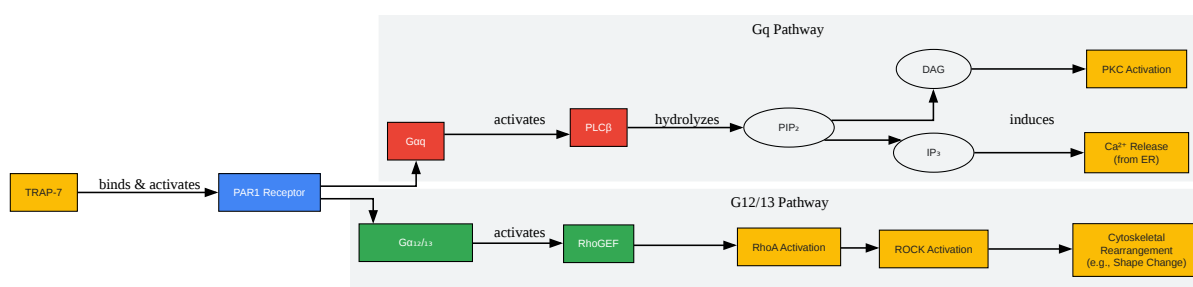 Gq Pathway
DAG
PKC Activation
activates
PLCβ
hydrolyzes
PIP₂
induces
Gαq
IP₃
Ca²⁺ Release
(from ER)
TRAP-7
binds & activates
PAR1 Receptor
G12/13 Pathway
Gα₁₂/₁₃
activates
RhoGEF
RhoA Activation
ROCK Activation
Cytoskeletal
Rearrangement
(e.g., Shape Change)